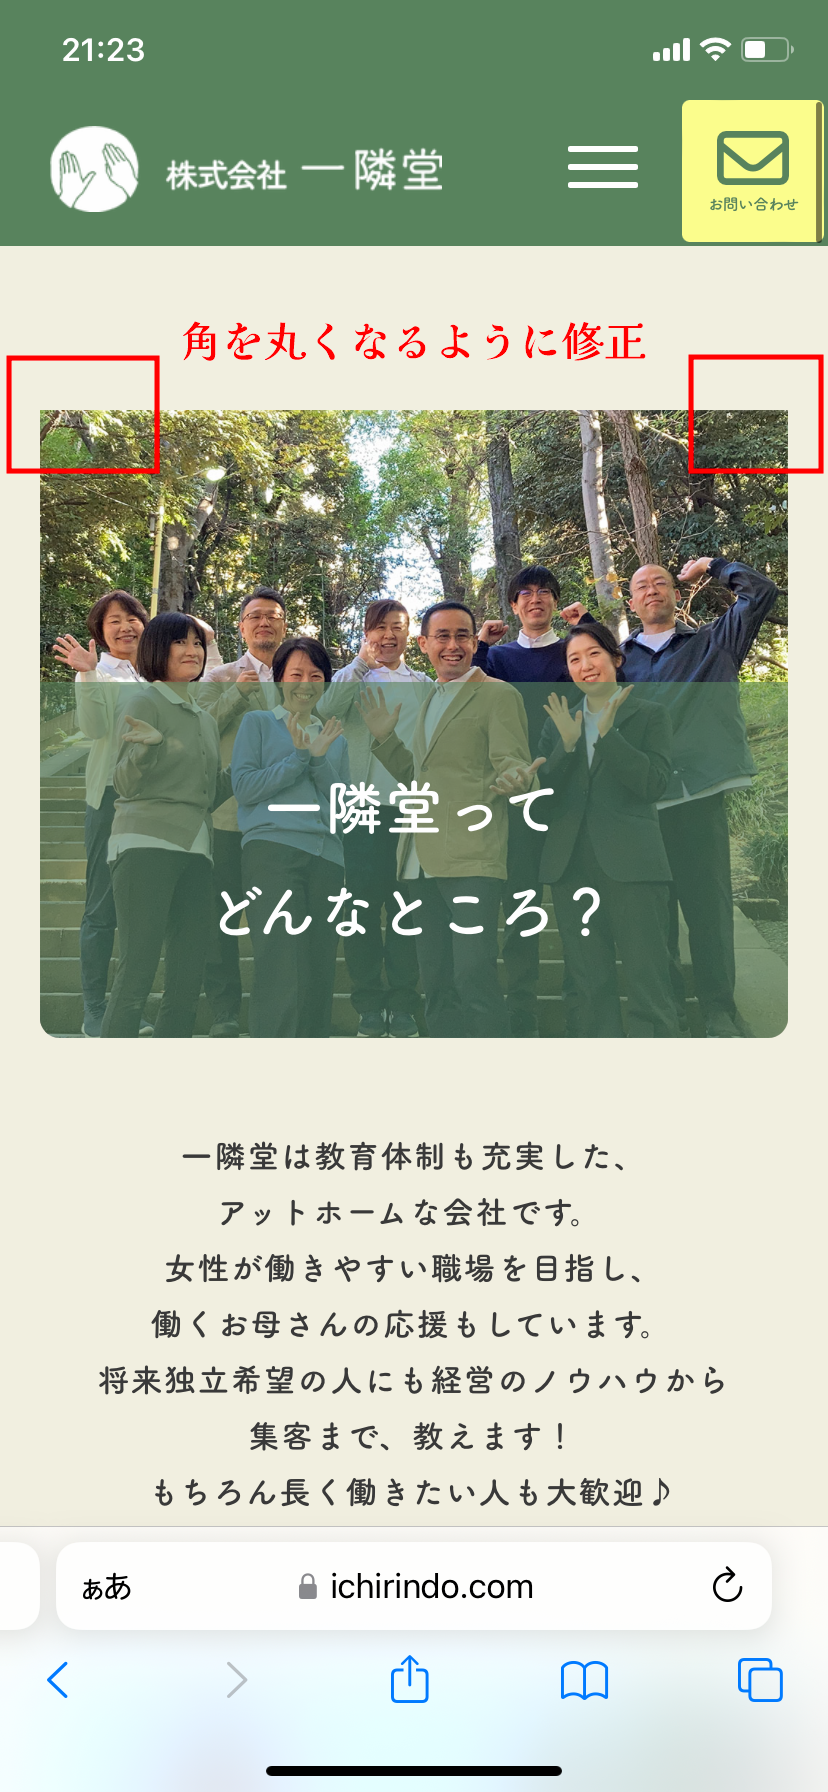 21:23
株式会社 一隣堂
お問い合わせ
角を丸くなるように修正
一隣堂って
どんなところ？
一隣堂は教育体制も充実した、
アットホームな会社です。
女性が働きやすい職場を目指し、
働くお母さんの応援もしています。
将来独立希望の人にも経営のノウハウから
集客まで、教えます！
もちろん長く働きたい人も大歓迎♪
ぁあ ichirindo.com